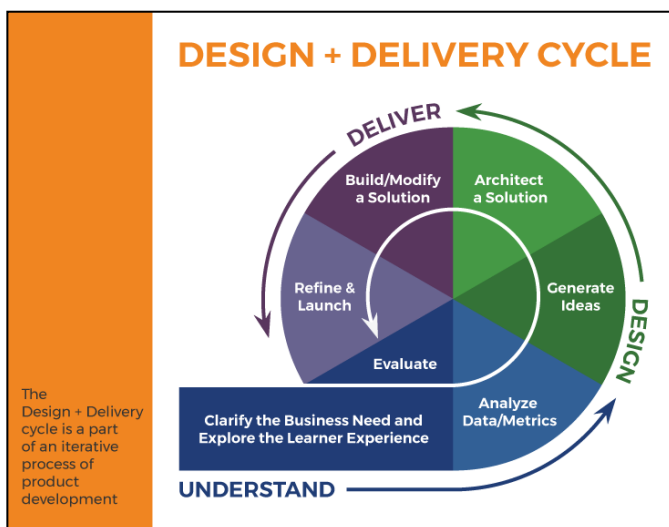 DESIGN + DELIVERY CYCLE
DELIVER
Build/Modify
a Solution
Architect
a Solution
Refine &
Launch
Generate
Ideas
DESIGN
Evaluate
Clarify the Business Need and
Explore the Learner Experience
Analyze
Data/Metrics
UNDERSTAND
The
Design + Delivery
cycle is a part
of an iterative
process of
product
development